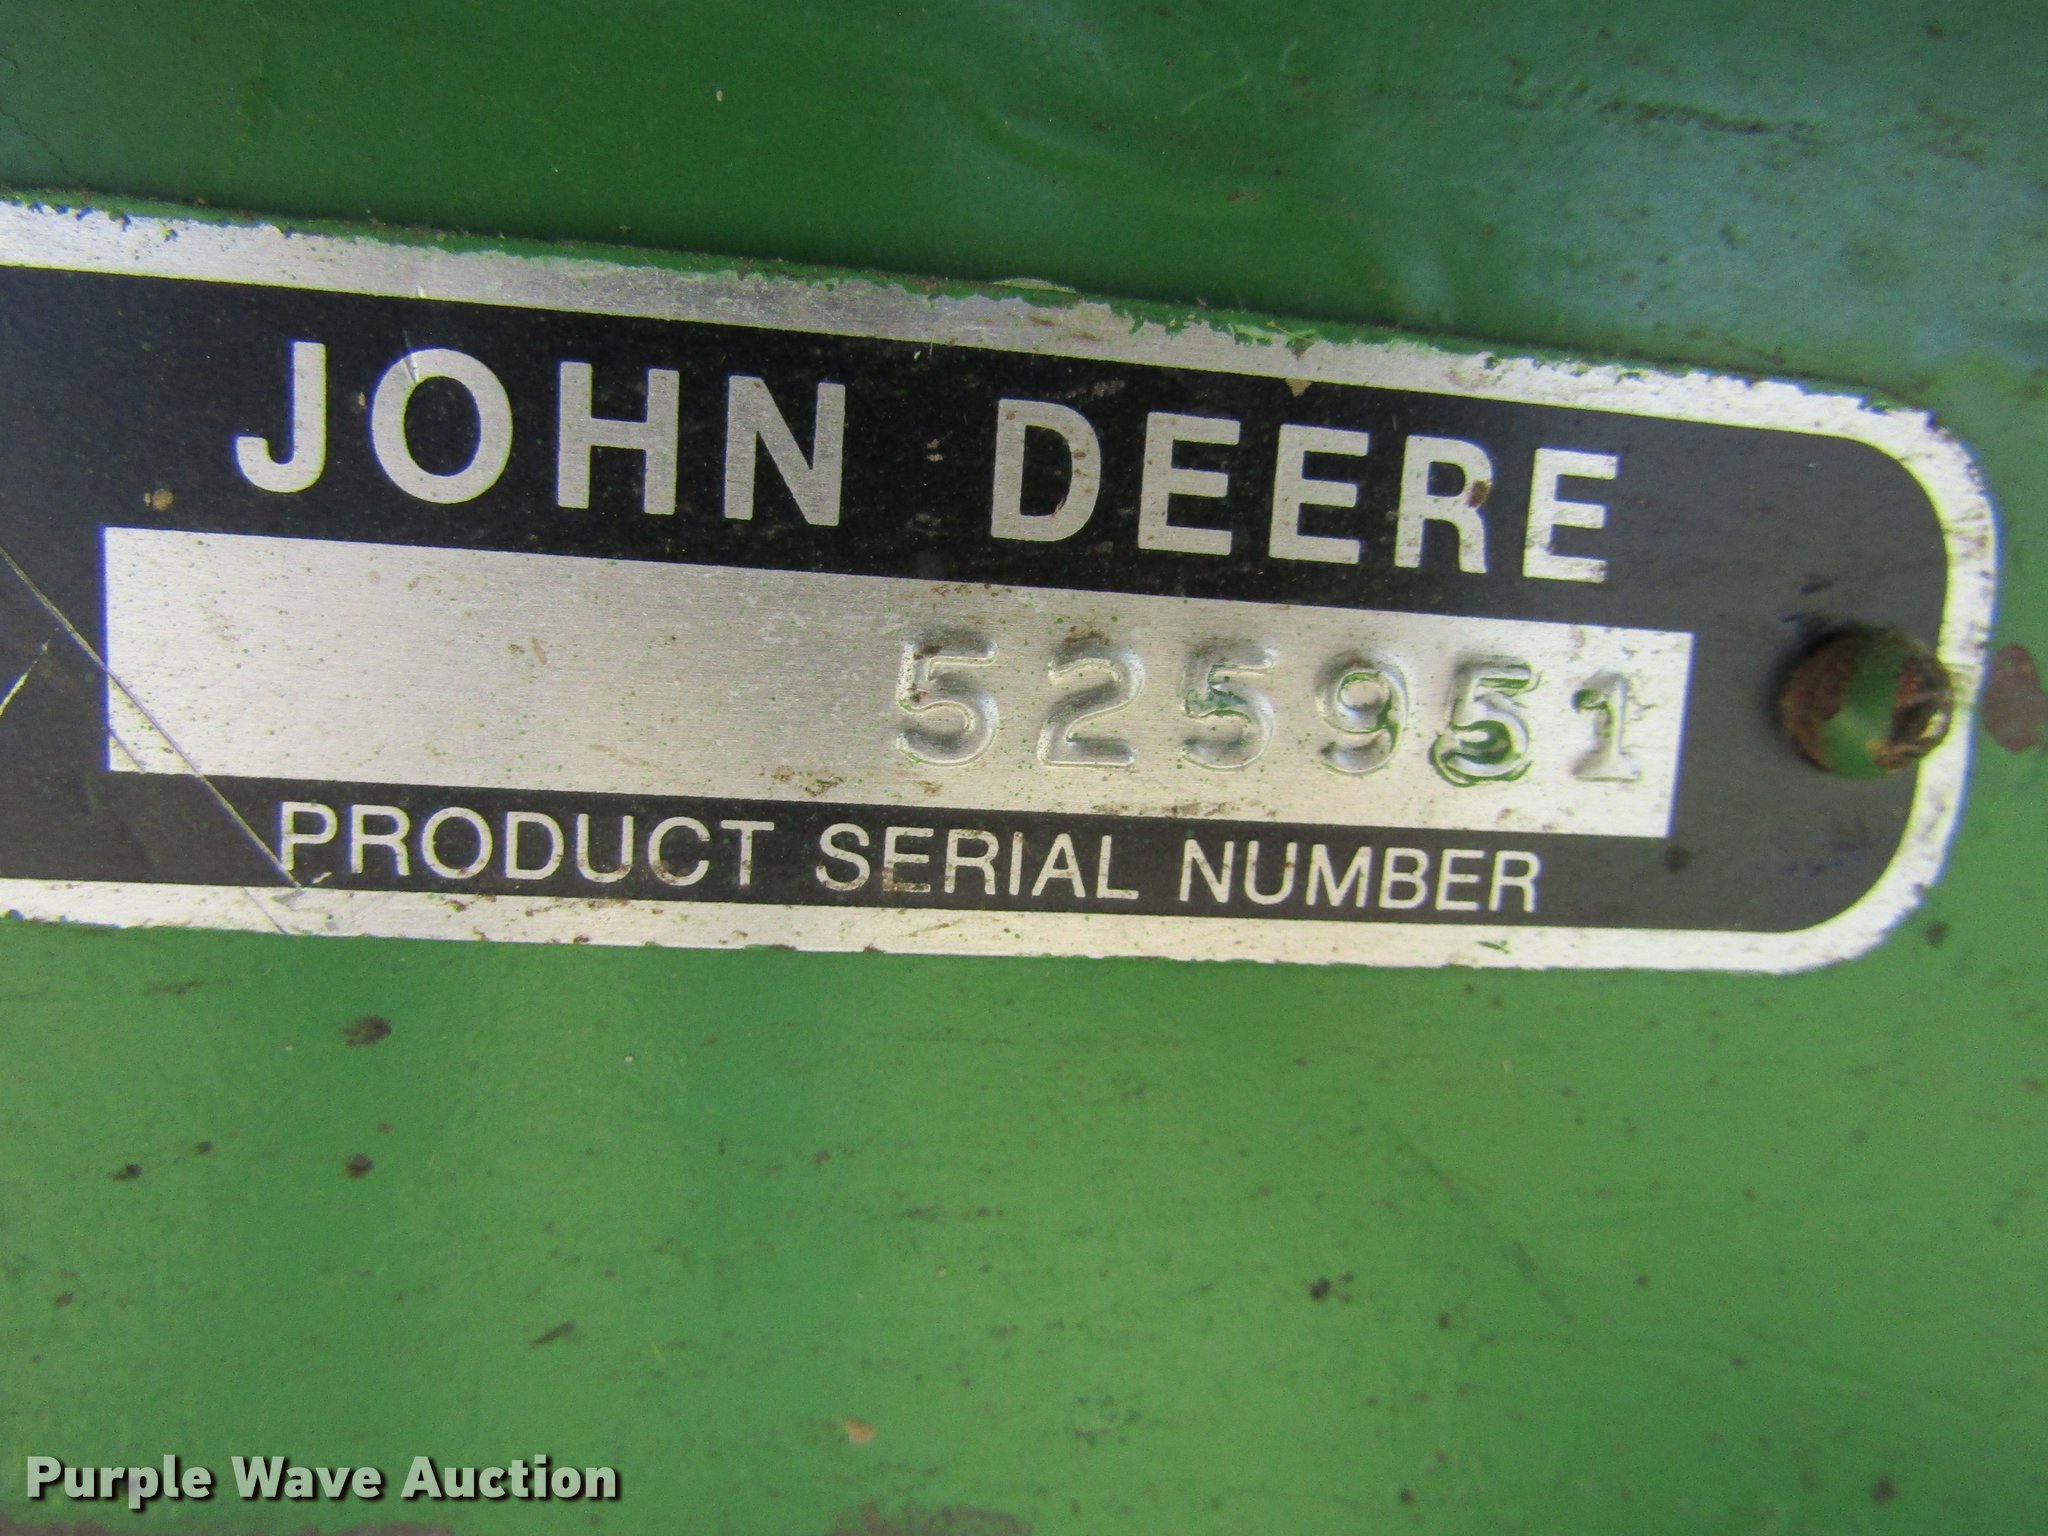 JOHN DEERE
525951
PRODUCT SERIAL NUMBER
Purple Wave Auction